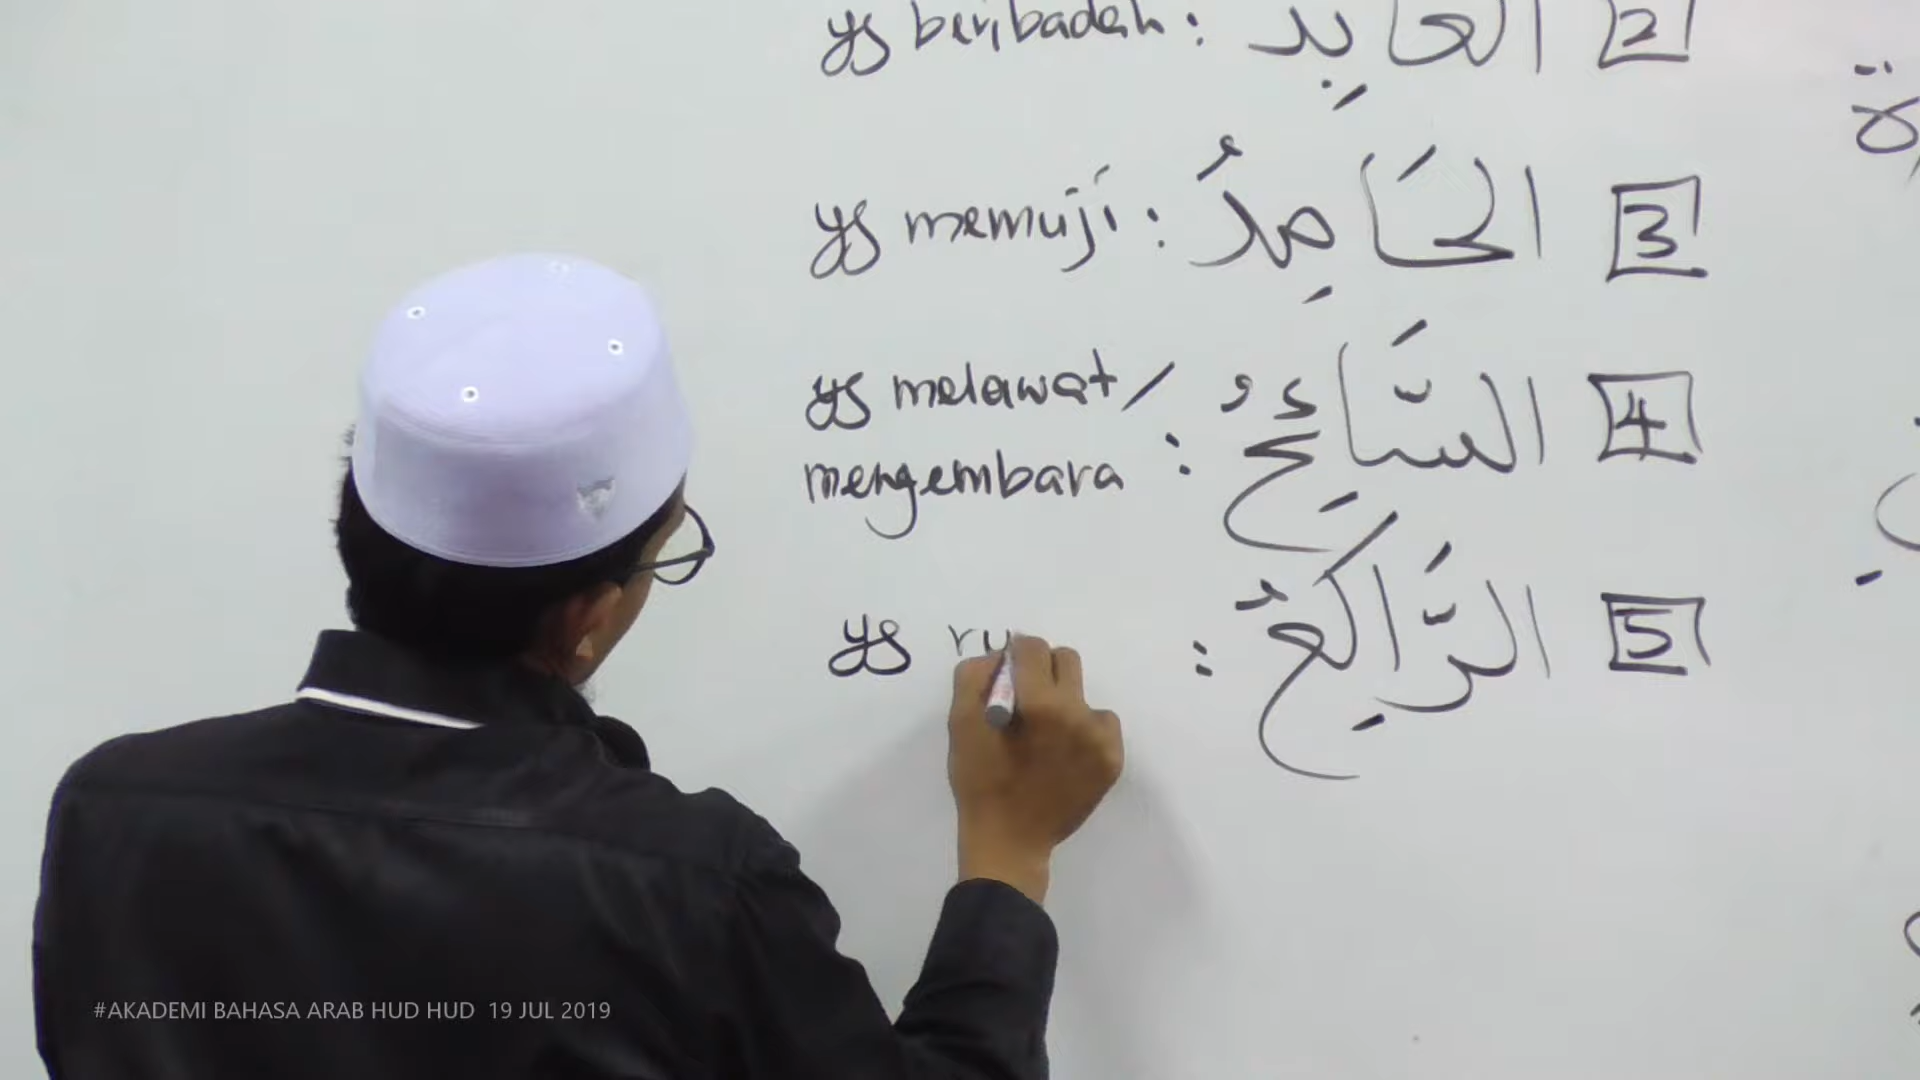 yg beribadah : العَابِد 2
yg memuji : الحَامِدُ 3
yg melawat /
mengembara : السَّائِحُ 4
yg ru : الرَّاكِعُ 5
#AKADEMI BAHASA ARAB HUD HUD 19 JUL 2019